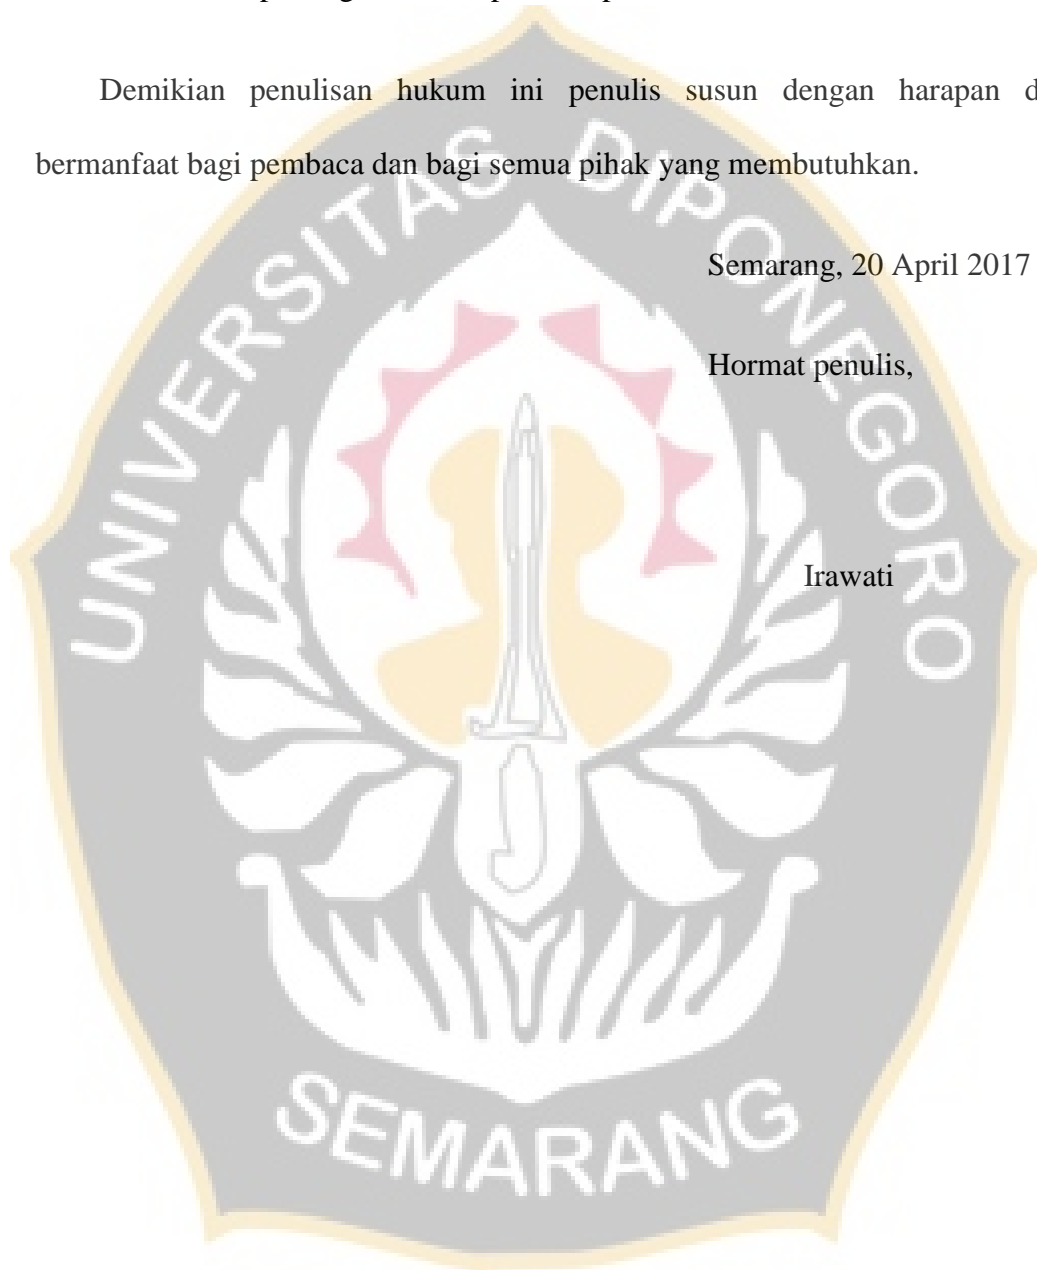 Demikian penulisan hukum ini penulis susun dengan harapan d
bermanfaat bagi pembaca dan bagi semua pihak yang membutuhkan.
Semarang, 20 April 2017
Hormat penulis,
Irawati
UNIVERSITAS DIPONEGORO
SEMARANG